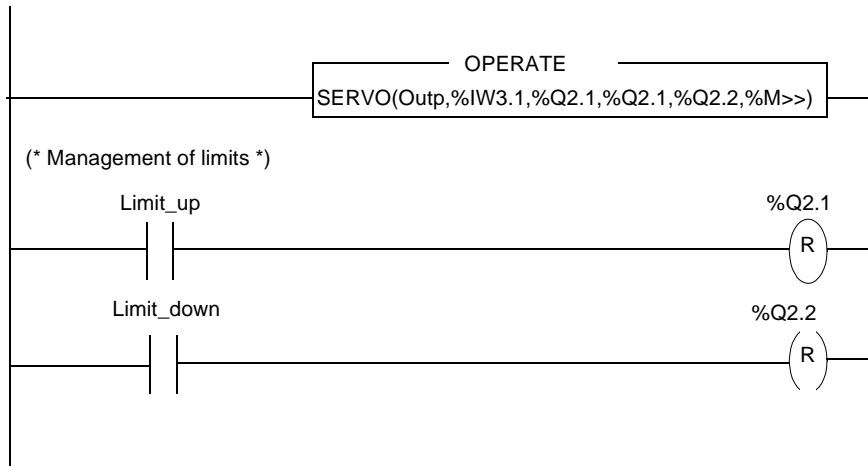 OPERATE
SERVO(Outp,%IW3.1,%Q2.1,%Q2.1,%Q2.2,%M>>)
(* Management of limits *)
Limit_up %Q2.1
R
Limit_down %Q2.2
R